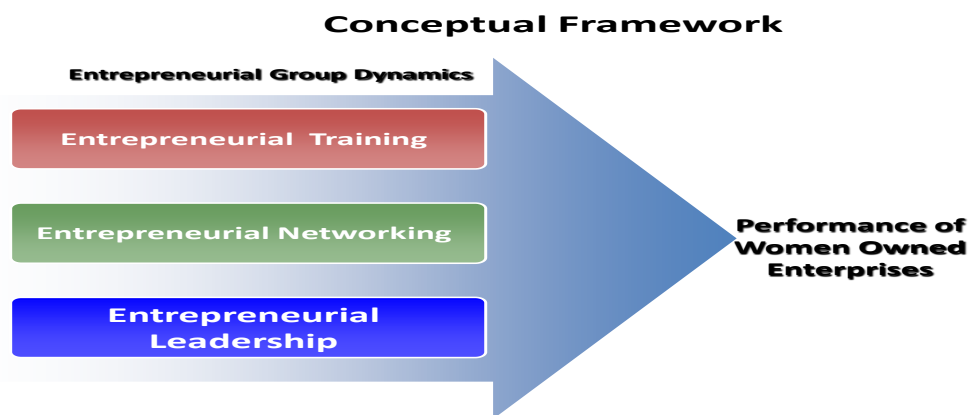 Conceptual Framework
Entrepreneurial Group Dynamics
Entrepreneurial Training
Entrepreneurial Networking
Entrepreneurial
Leadership
Performance of
Women Owned
Enterprises